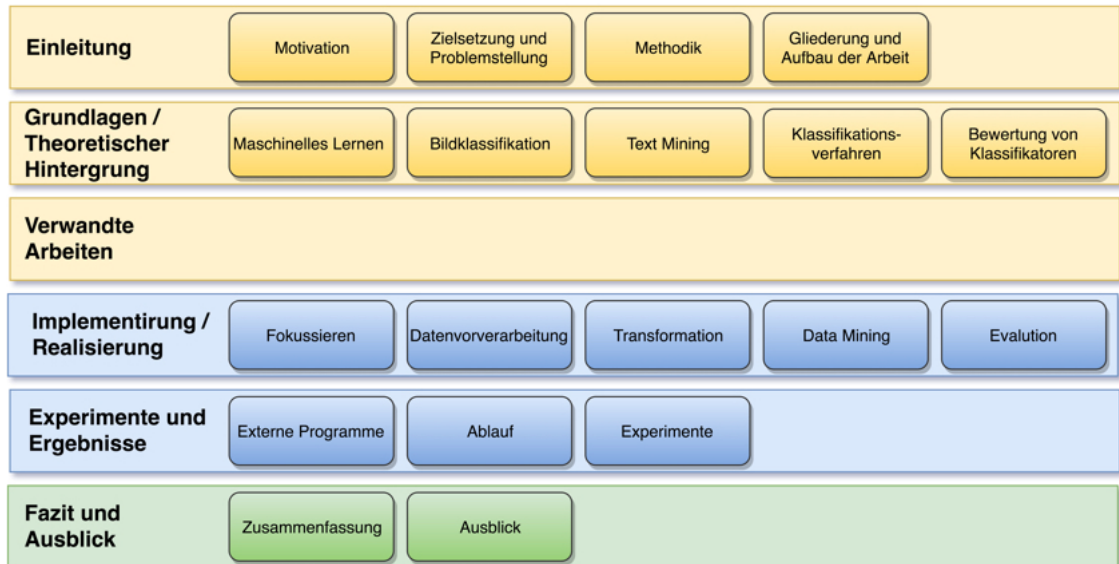 Einleitung
Motivation
Zielsetzung und
Problemstellung
Methodik
Gliederung und
Aufbau der Arbeit
Grundlagen /
Theoretischer
Hintergrung
Maschinelles Lernen
Bildklassifikation
Text Mining
Klassifikations-
verfahren
Bewertung von
Klassifikatoren
Verwandte
Arbeiten
Implementirung /
Realisierung
Fokussieren
Datenvorverarbeitung
Transformation
Data Mining
Evalution
Experimente und
Ergebnisse
Externe Programme
Ablauf
Experimente
Fazit und
Ausblick
Zusammenfassung
Ausblick